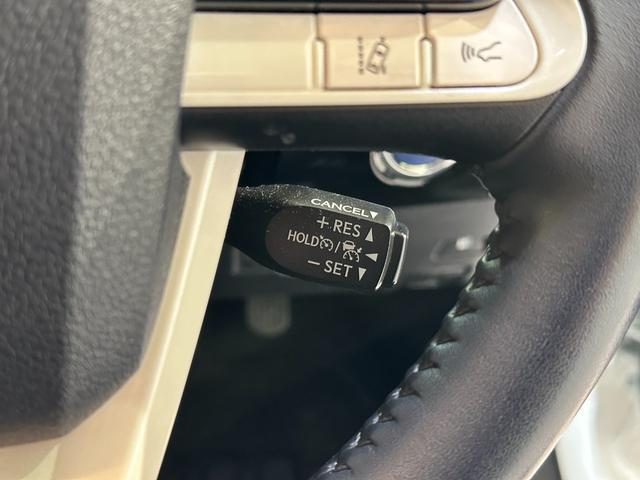 CANCEL▼
+ RES ▲
HOLD / ◀
− SET ▼